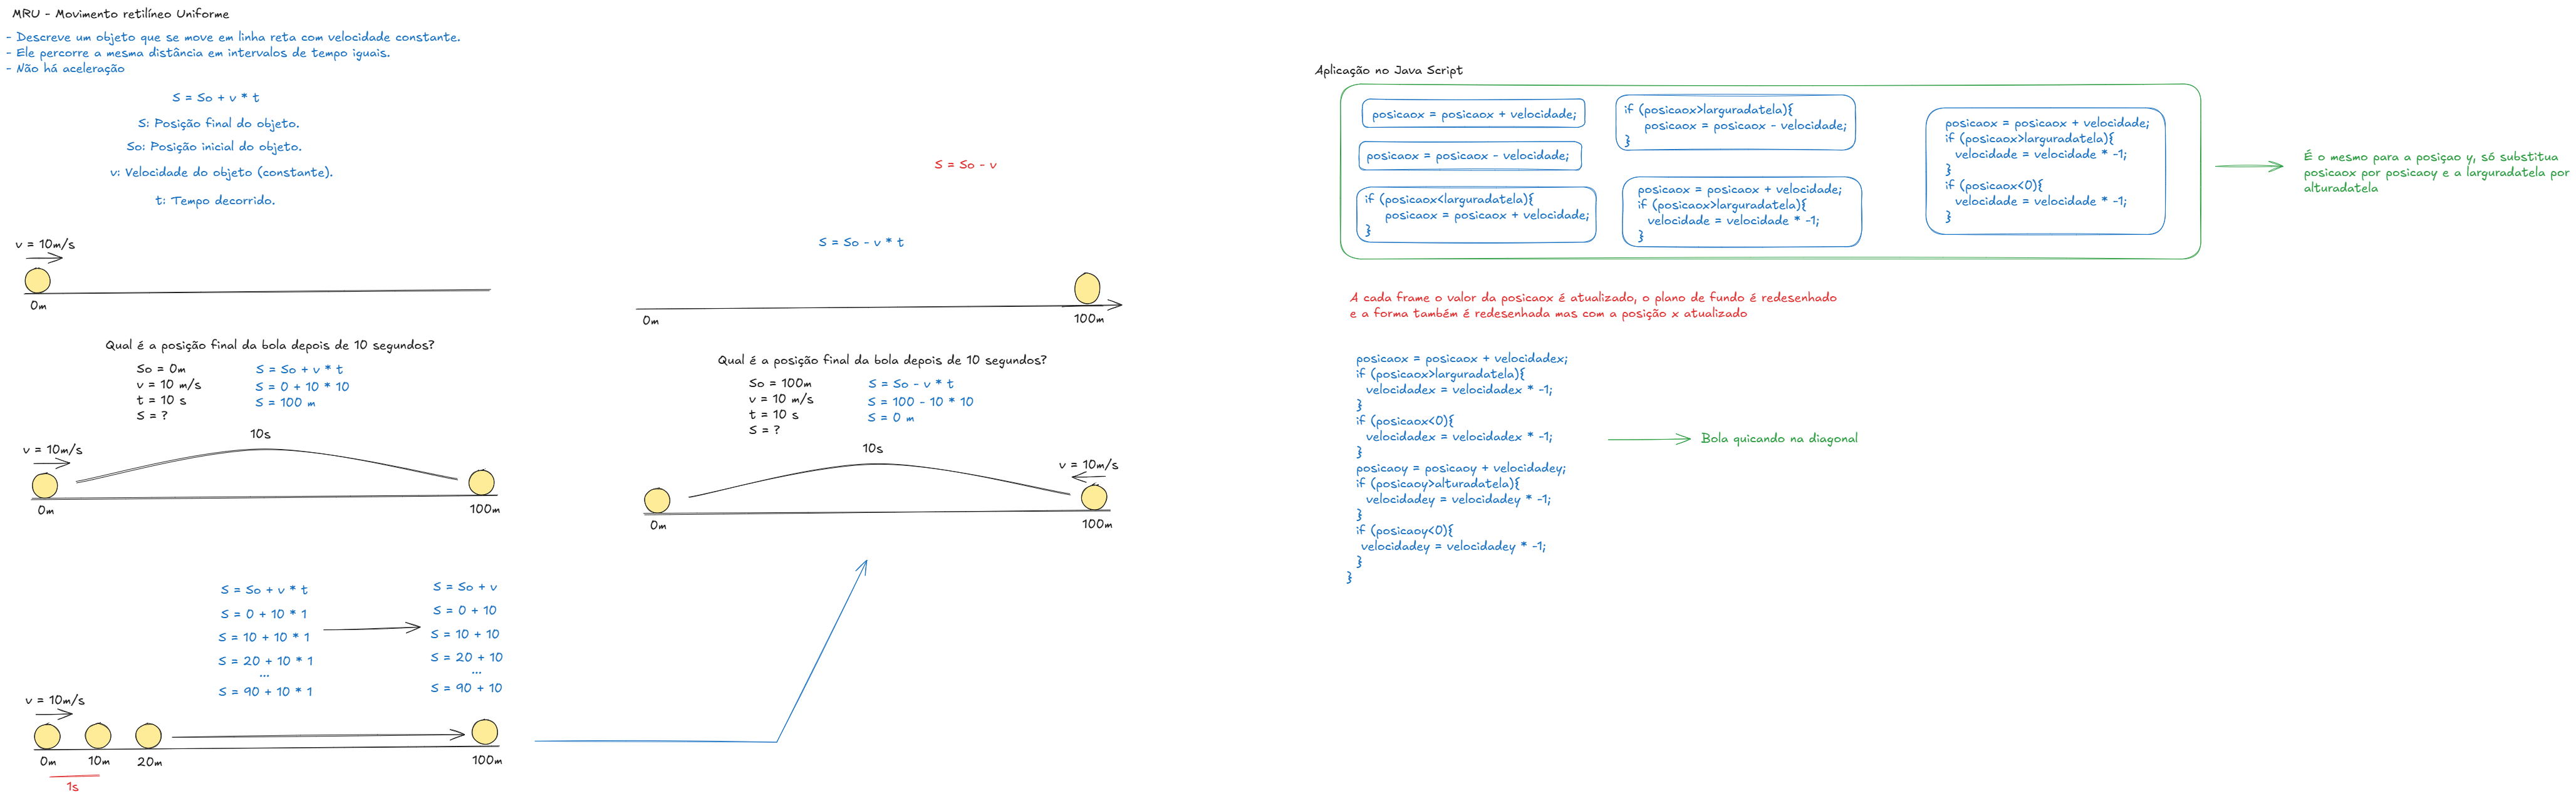 MRU - Movimento retilíneo Uniforme
- Descreve um objeto que se move em linha reta com velocidade constante.
- Ele percorre a mesma distância em intervalos de tempo iguais.
- Não há aceleração
S = So + v * t
S: Posição final do objeto.
So: Posição inicial do objeto.
v: Velocidade do objeto (constante).
t: Tempo decorrido.
v = 10m/s
0m
Qual é a posição final da bola depois de 10 segundos?
So = 0m
v = 10 m/s
t = 10 s
S = ?
S = So + v * t
S = 0 + 10 * 10
S = 100 m
10s
v = 10m/s
0m
100m
S = So + v * t
S = 0 + 10 * 1
S = 10 + 10 * 1
S = 20 + 10 * 1
...
S = 90 + 10 * 1
S = So + v
S = 0 + 10
S = 10 + 10
S = 20 + 10
...
S = 90 + 10
v = 10m/s
0m
10m
20m
100m
1s
S = So - v
S = So - v * t
0m
100m
Qual é a posição final da bola depois de 10 segundos?
So = 100m
v = 10 m/s
t = 10 s
S = ?
S = So - v * t
S = 100 - 10 * 10
S = 0 m
10s
v = 10m/s
0m
100m
Aplicação no Java Script
posicaox = posicaox + velocidade;
posicaox = posicaox - velocidade;
if (posicaox<larguradatela){
posicaox = posicaox + velocidade;
}
if (posicaox>larguradatela){
posicaox = posicaox - velocidade;
}
posicaox = posicaox + velocidade;
if (posicaox>larguradatela){
velocidade = velocidade * -1;
}
posicaox = posicaox + velocidade;
if (posicaox>larguradatela){
velocidade = velocidade * -1;
}
if (posicaox<0){
velocidade = velocidade * -1;
}
É o mesmo para a posiçao y, só substitua
posicaox por posicaoy e a larguradatela por
alturadatela
A cada frame o valor da posicaox é atualizado, o plano de fundo é redesenhado
e a forma também é redesenhada mas com a posição x atualizado
posicaox = posicaox + velocidadex;
if (posicaox>larguradatela){
velocidadex = velocidadex * -1;
}
if (posicaox<0){
velocidadex = velocidadex * -1;
}
posicaoy = posicaoy + velocidadey;
if (posicaoy>alturadatela){
velocidadey = velocidadey * -1;
}
if (posicaoy<0){
velocidadey = velocidadey * -1;
}
}
Bola quicando na diagonal